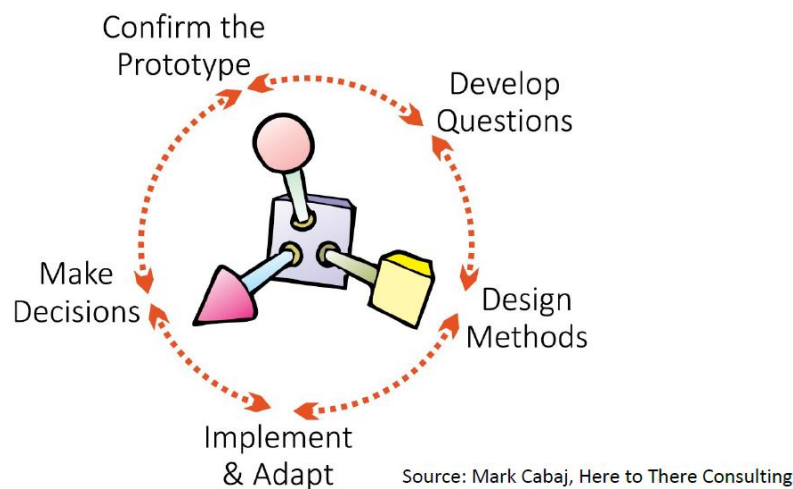 Confirm the
Prototype
Develop
Questions
Design
Methods
Implement
& Adapt
Make
Decisions
Source: Mark Cabaj, Here to There Consulting